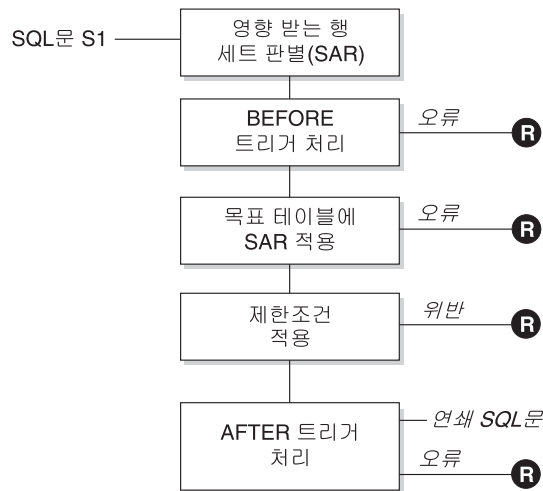 SQL문 S1
영향 받는 행
세트 판별(SAR)
BEFORE
트리거 처리
오류
R
목표 테이블에
SAR 적용
오류
R
제한조건
적용
위반
R
AFTER 트리거
처리
연쇄 SQL문
오류
R